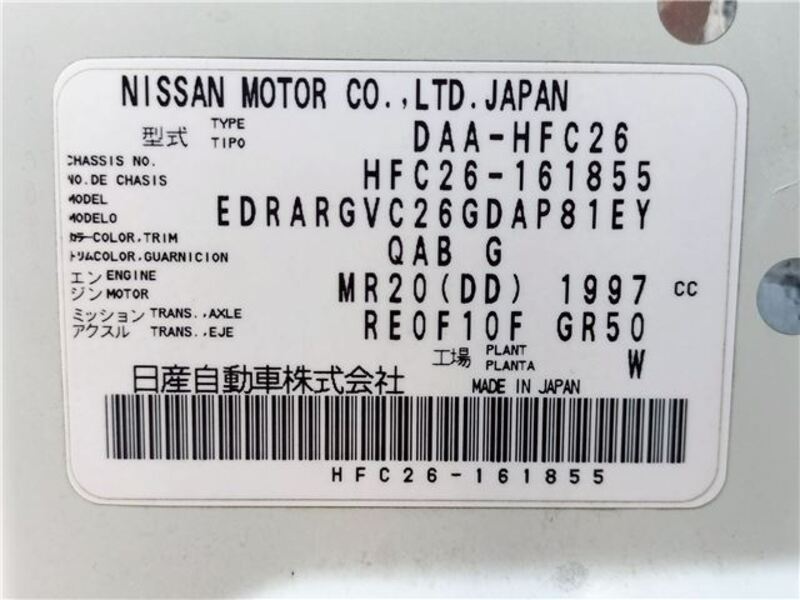 NISSAN MOTOR CO.,LTD.JAPAN
型式 TYPE TIPO DAA-HFC26
CHASSIS NO.
NO.DE CHASIS HFC26-161855
MODEL
MODELO EDRARGVC26GDAP81EY
カラー COLOR,TRIM
トリム COLOR,GUARNICION QAB G
エンジン ENGINE MOTOR MR20(DD) 1997 CC
ミッション TRANS.,AXLE
アクスル TRANS.,EJE RE0F10F GR50
工場 PLANT PLANTA W
日産自動車株式会社 MADE IN JAPAN
HFC26-161855